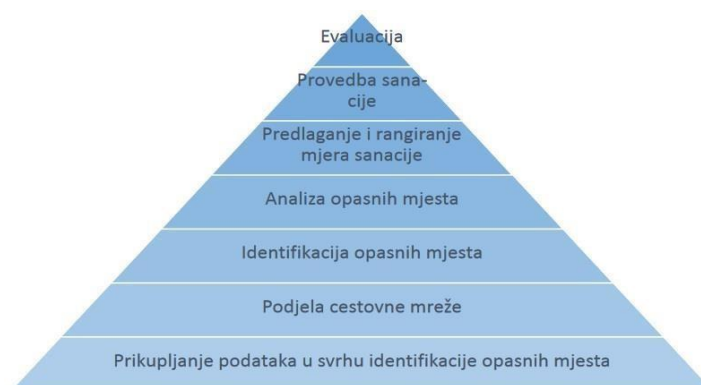 Evaluacija
Provedba sana-
cije
Predlaganje i rangiranje
mjera sanacije
Analiza opasnih mjesta
Identifikacija opasnih mjesta
Podjela cestovne mreže
Prikupljanje podataka u svrhu identifikacije opasnih mjesta